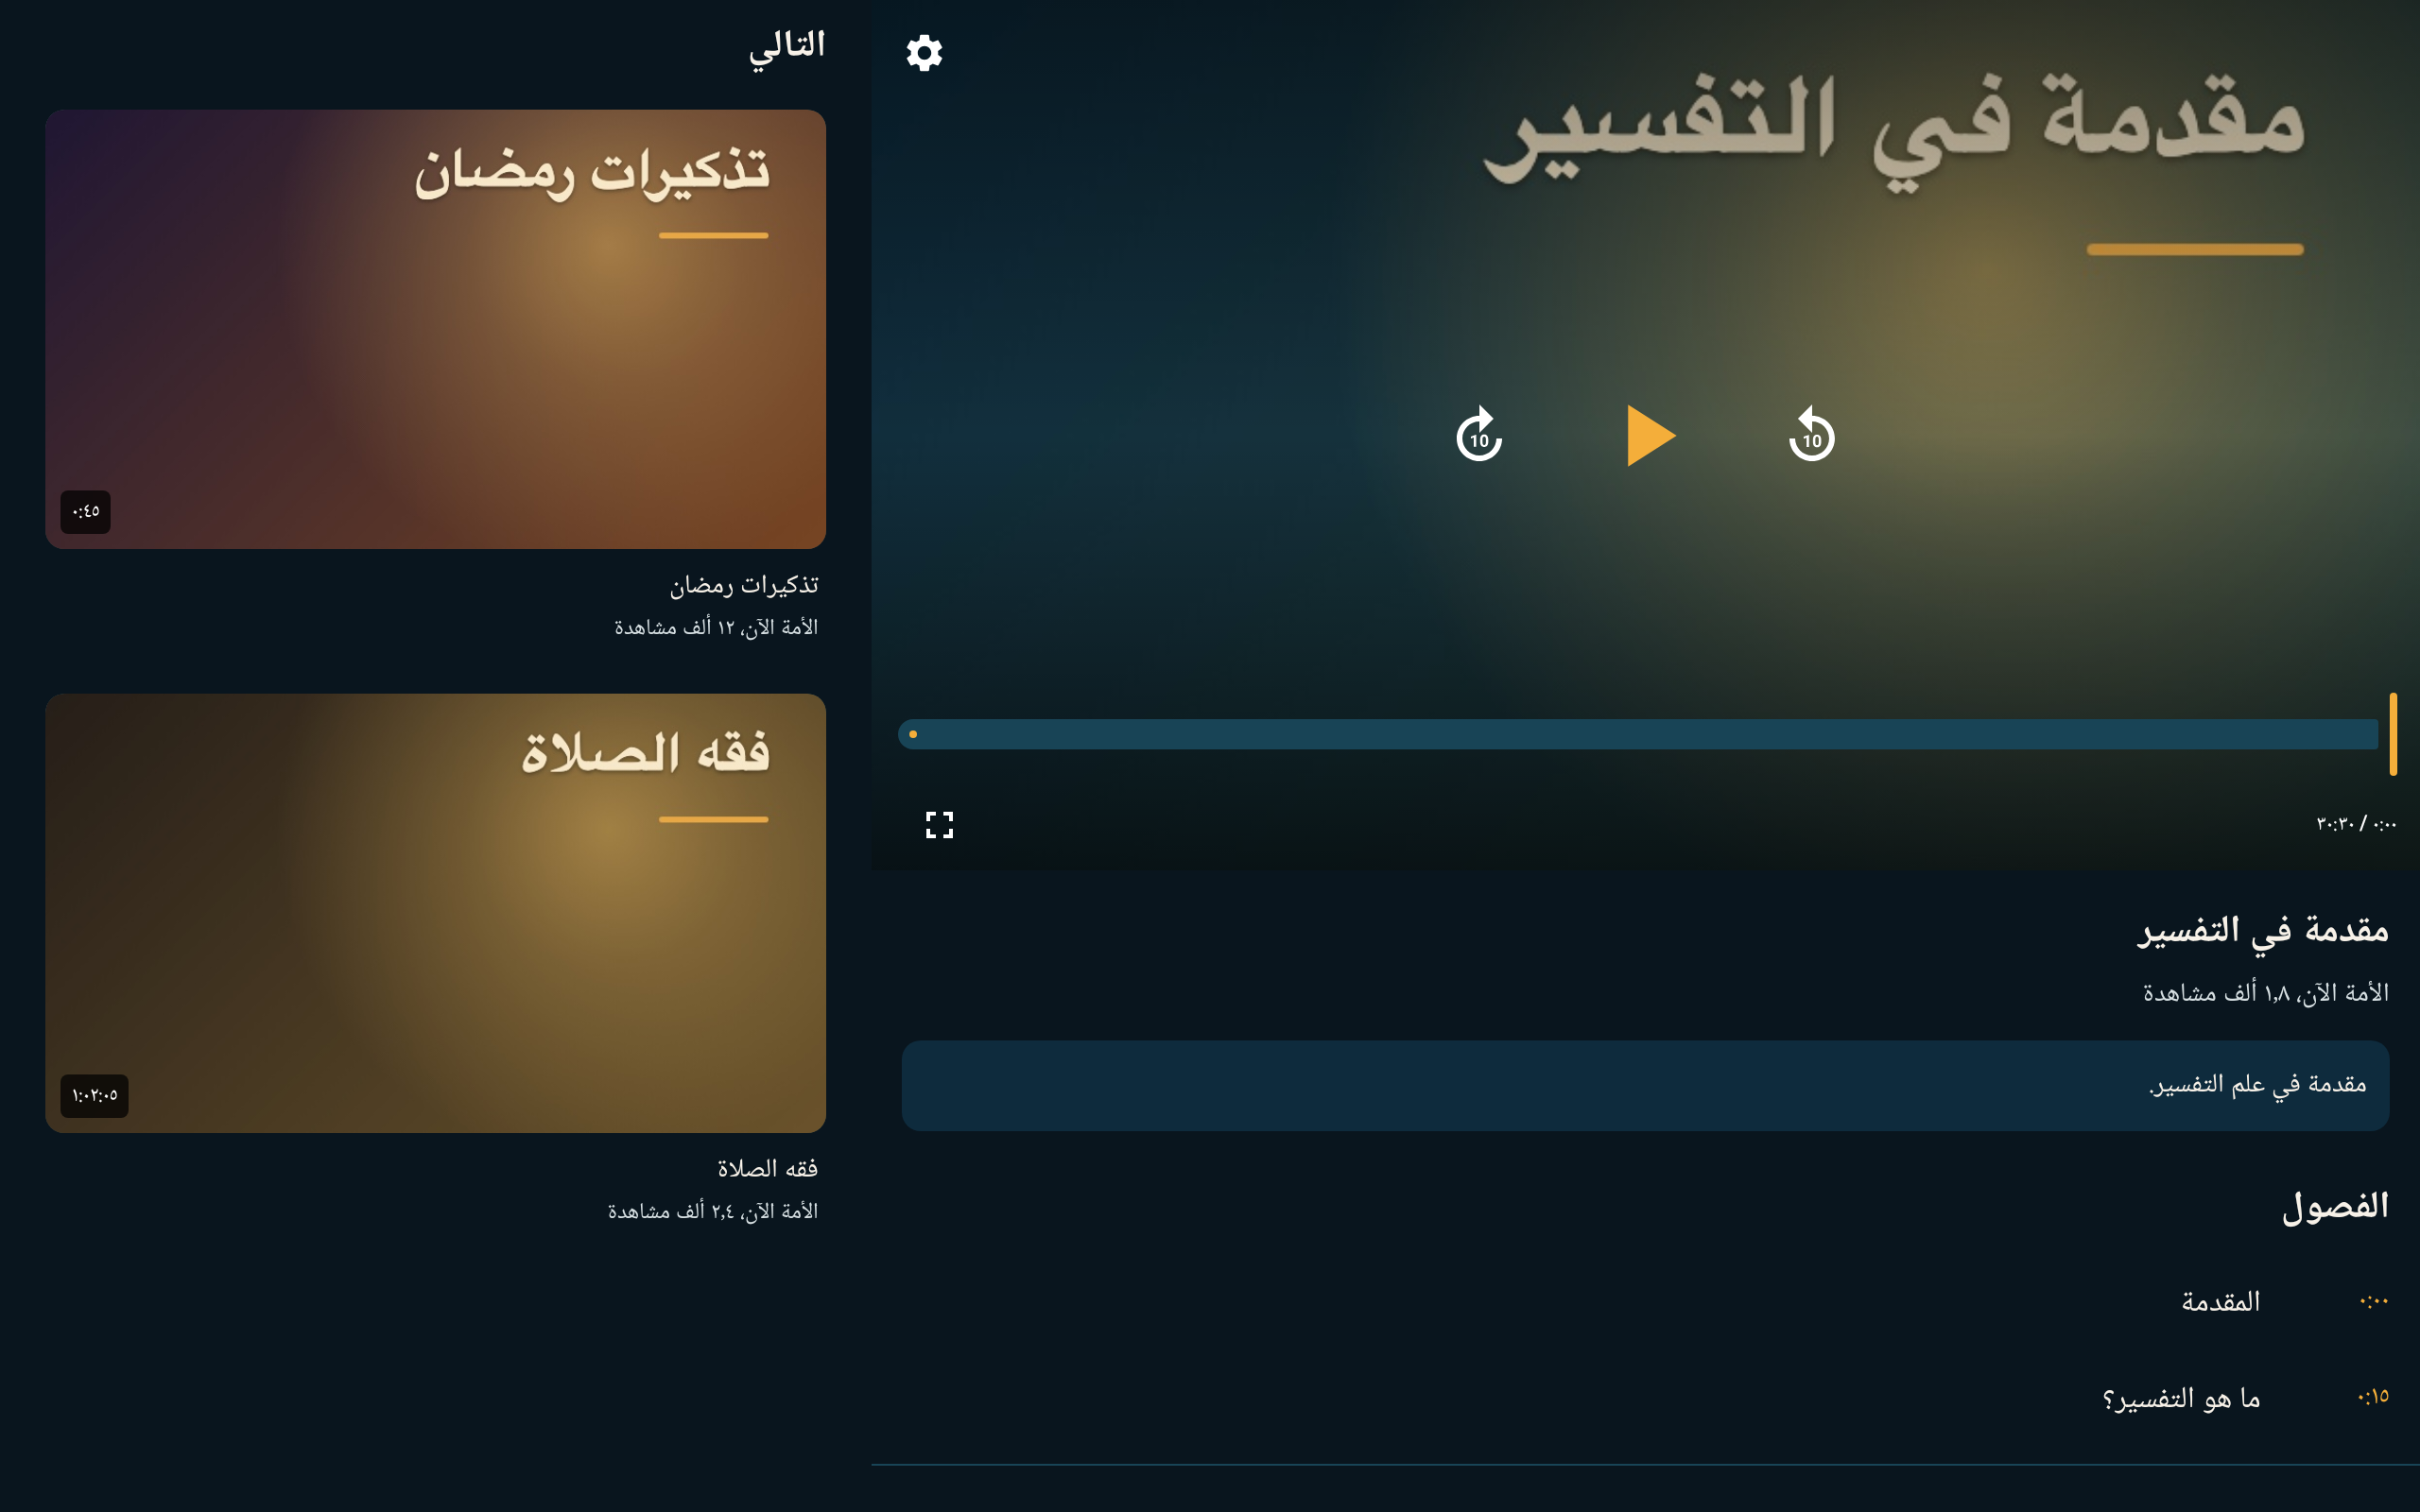 مقدمة في التفسير
10
10
٠:٠٠ / ٣٠:٣٠
مقدمة في التفسير
الأمة الآن، ١٫٨ ألف مشاهدة
مقدمة في علم التفسير.
الفصول
٠:٠٠ المقدمة
٠:١٥ ما هو التفسير؟
التالي
تذكيرات رمضان
٠:٤٥
تذكيرات رمضان
الأمة الآن، ١٢ ألف مشاهدة
فقه الصلاة
١:٠٢:٠٥
فقه الصلاة
الأمة الآن، ٢٫٤ ألف مشاهدة